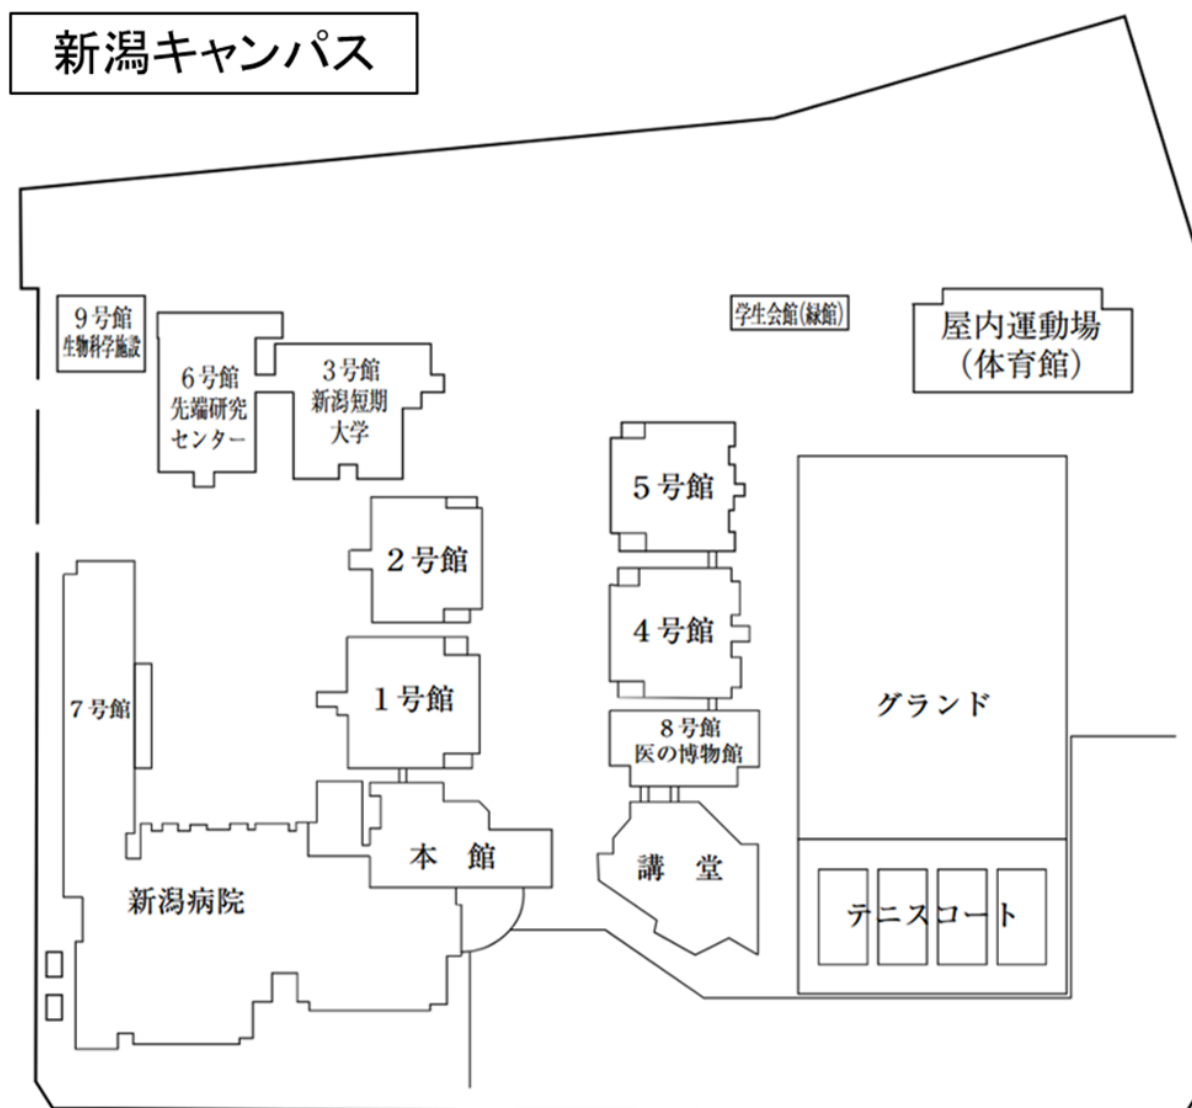 新潟キャンパス
9号館
生物科学施設
6号館
先端研究
センター
3号館
新潟短期
大学
学生会館(緑館)
屋内運動場
(体育館)
5号館
2号館
4号館
1号館
7号館
8号館
医の博物館
グランド
本 館
講 堂
新潟病院
テニスコート